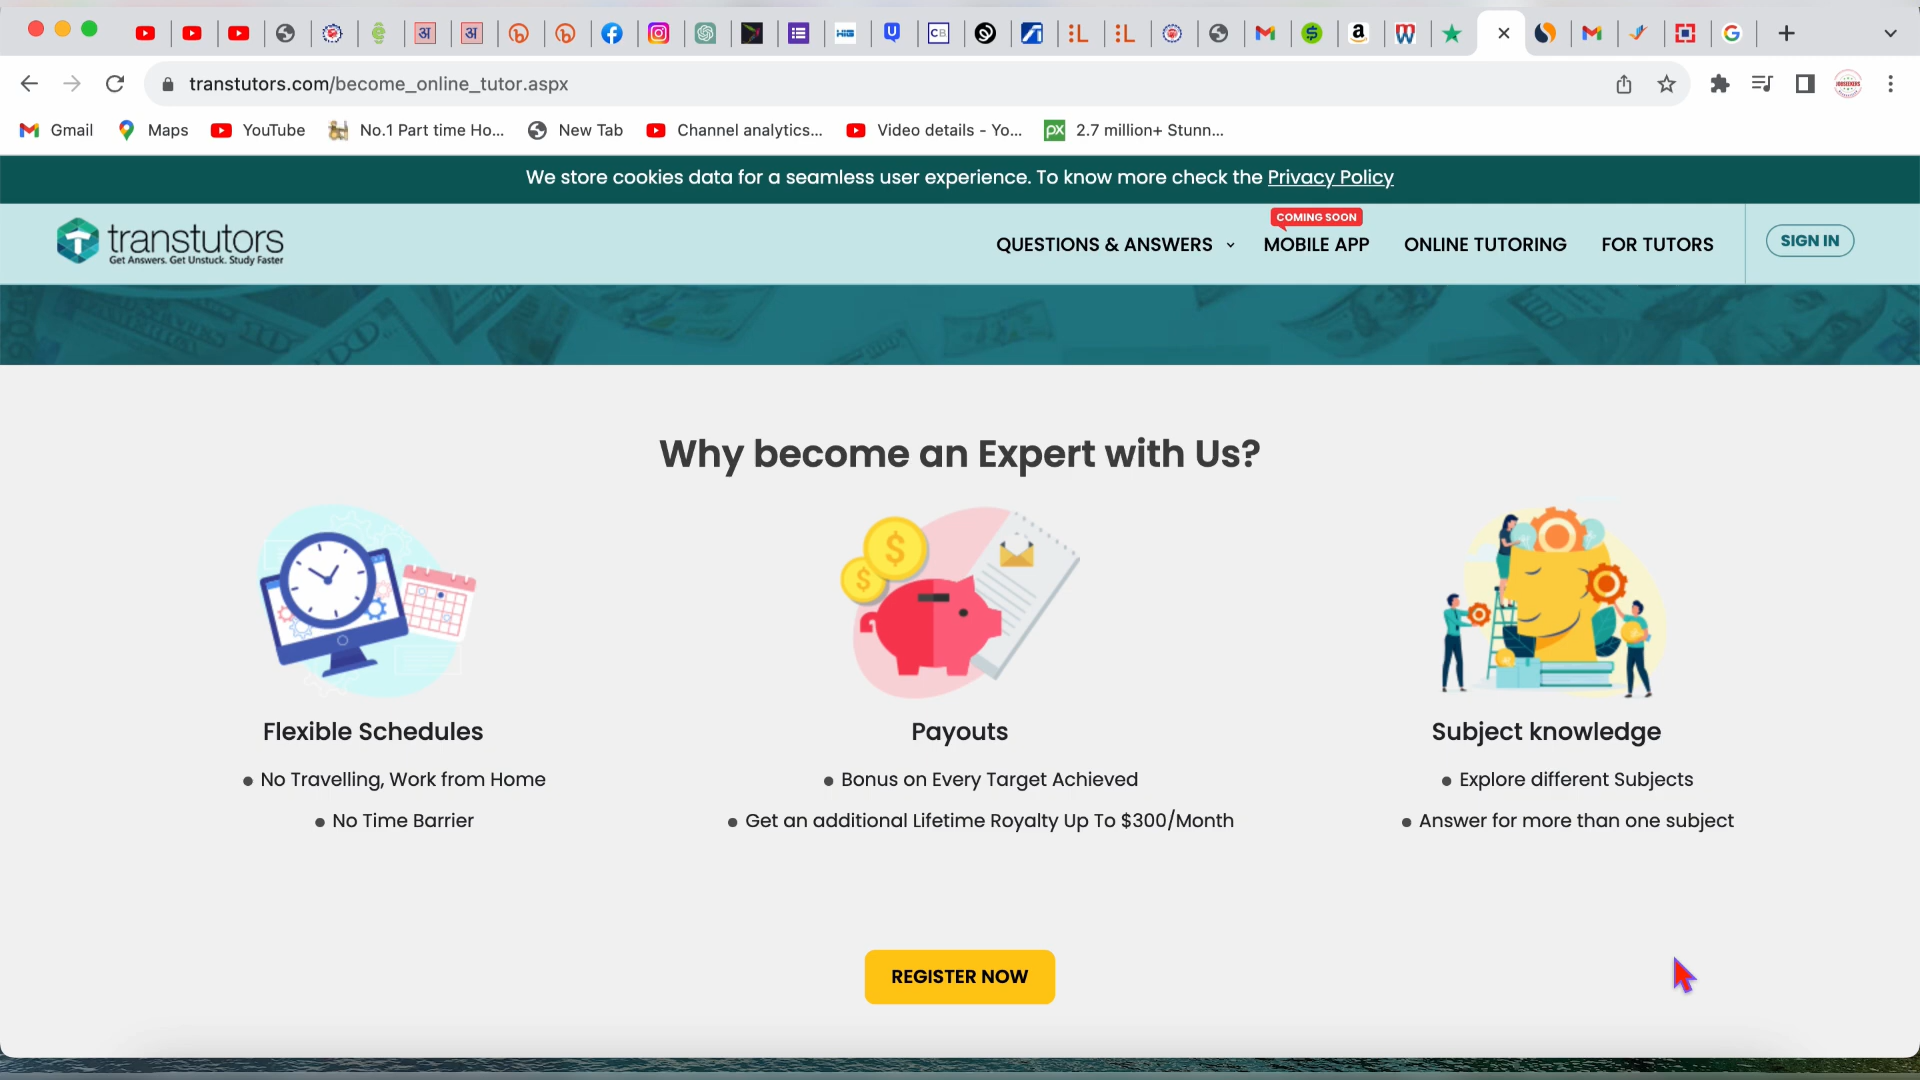 transtutors.com/become_online_tutor.aspx
Gmail
Maps
YouTube
No.1 Part time Ho...
New Tab
Channel analytics...
Video details - Yo...
px
2.7 million+ Stunn...
We store cookies data for a seamless user experience. To know more check the Privacy Policy
COMING SOON
transtutors
Get Answers. Get Unstuck. Study Faster
QUESTIONS & ANSWERS
MOBILE APP
ONLINE TUTORING
FOR TUTORS
SIGN IN
Why become an Expert with Us?
Flexible Schedules
Payouts
Subject knowledge
No Travelling, Work from Home
Bonus on Every Target Achieved
Explore different Subjects
No Time Barrier
Get an additional Lifetime Royalty Up To $300/Month
Answer for more than one subject
REGISTER NOW